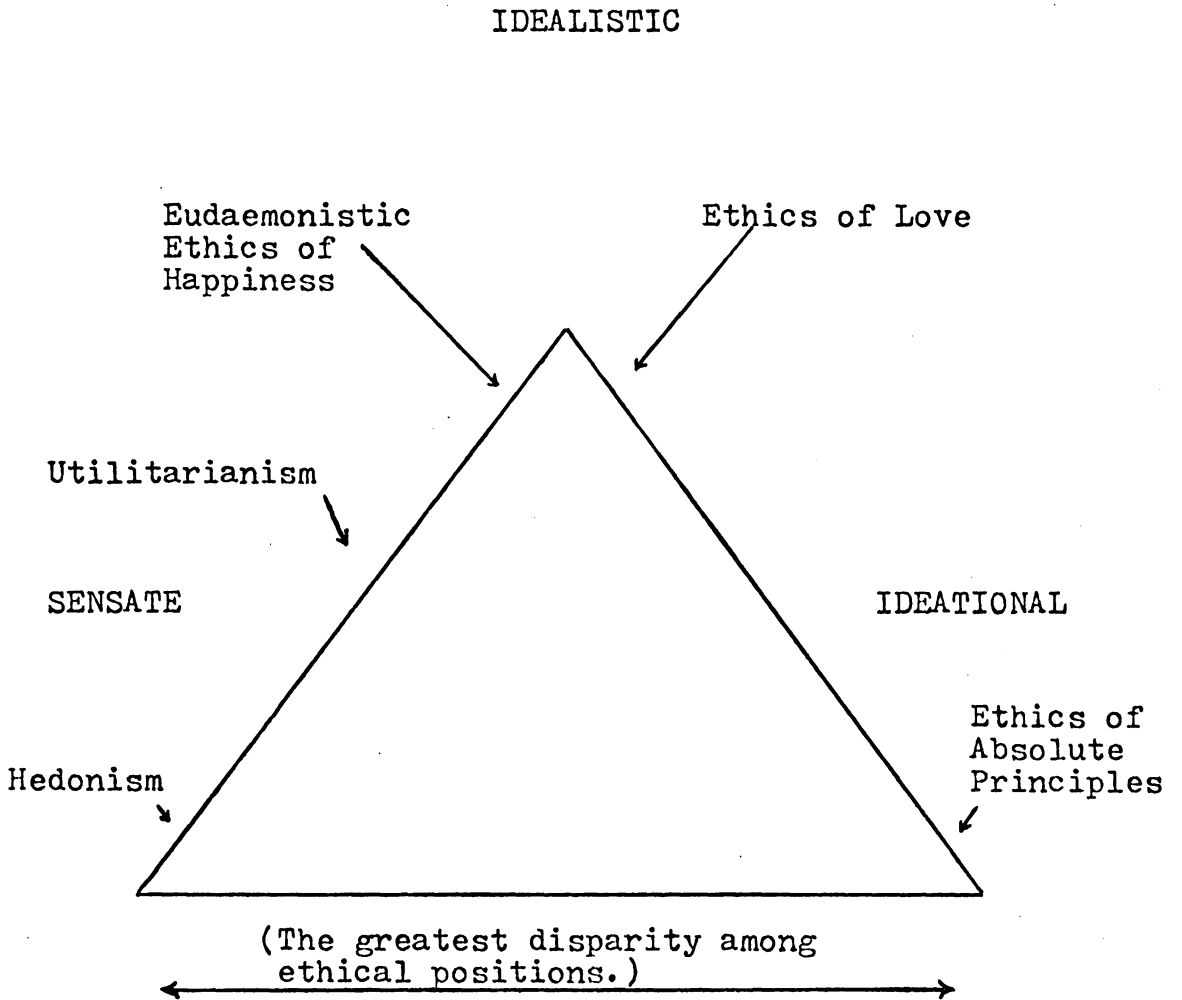 IDEALISTIC
Eudaemonistic
Ethics of
Happiness
Ethics of Love
Utilitarianism
SENSATE
IDEATIONAL
Ethics of
Absolute
Principles
Hedonism
(The greatest disparity among
ethical positions.)